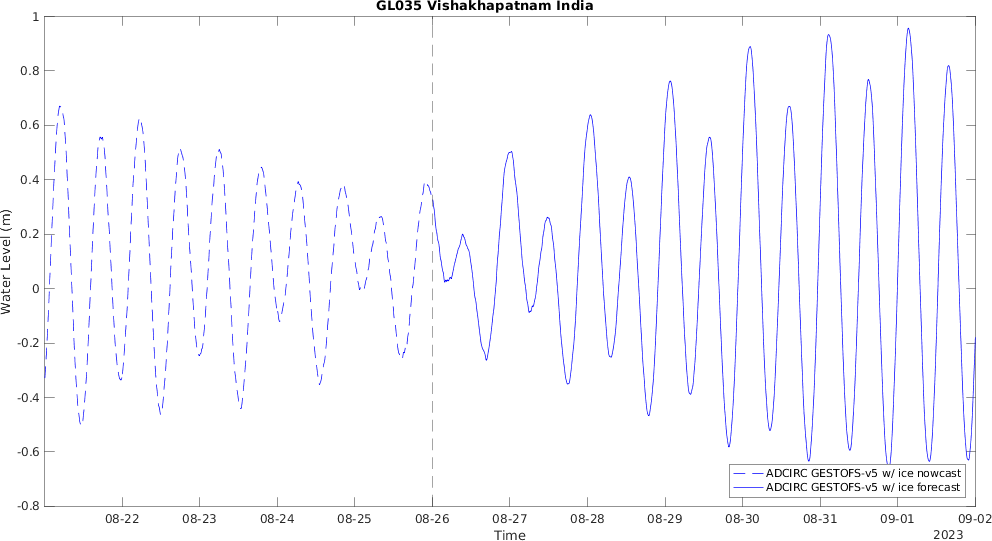 GL035 Vishakhapatnam India
Water Level (m)
1
0.8
0.6
0.4
0.2
0
-0.2
-0.4
-0.6
-0.8
ADCIRC GESTOFS-v5 w/ ice nowcast
ADCIRC GESTOFS-v5 w/ ice forecast
08-22 08-23 08-24 08-25 08-26 08-27 08-28 08-29 08-30 08-31 09-01 09-02
Time
2023